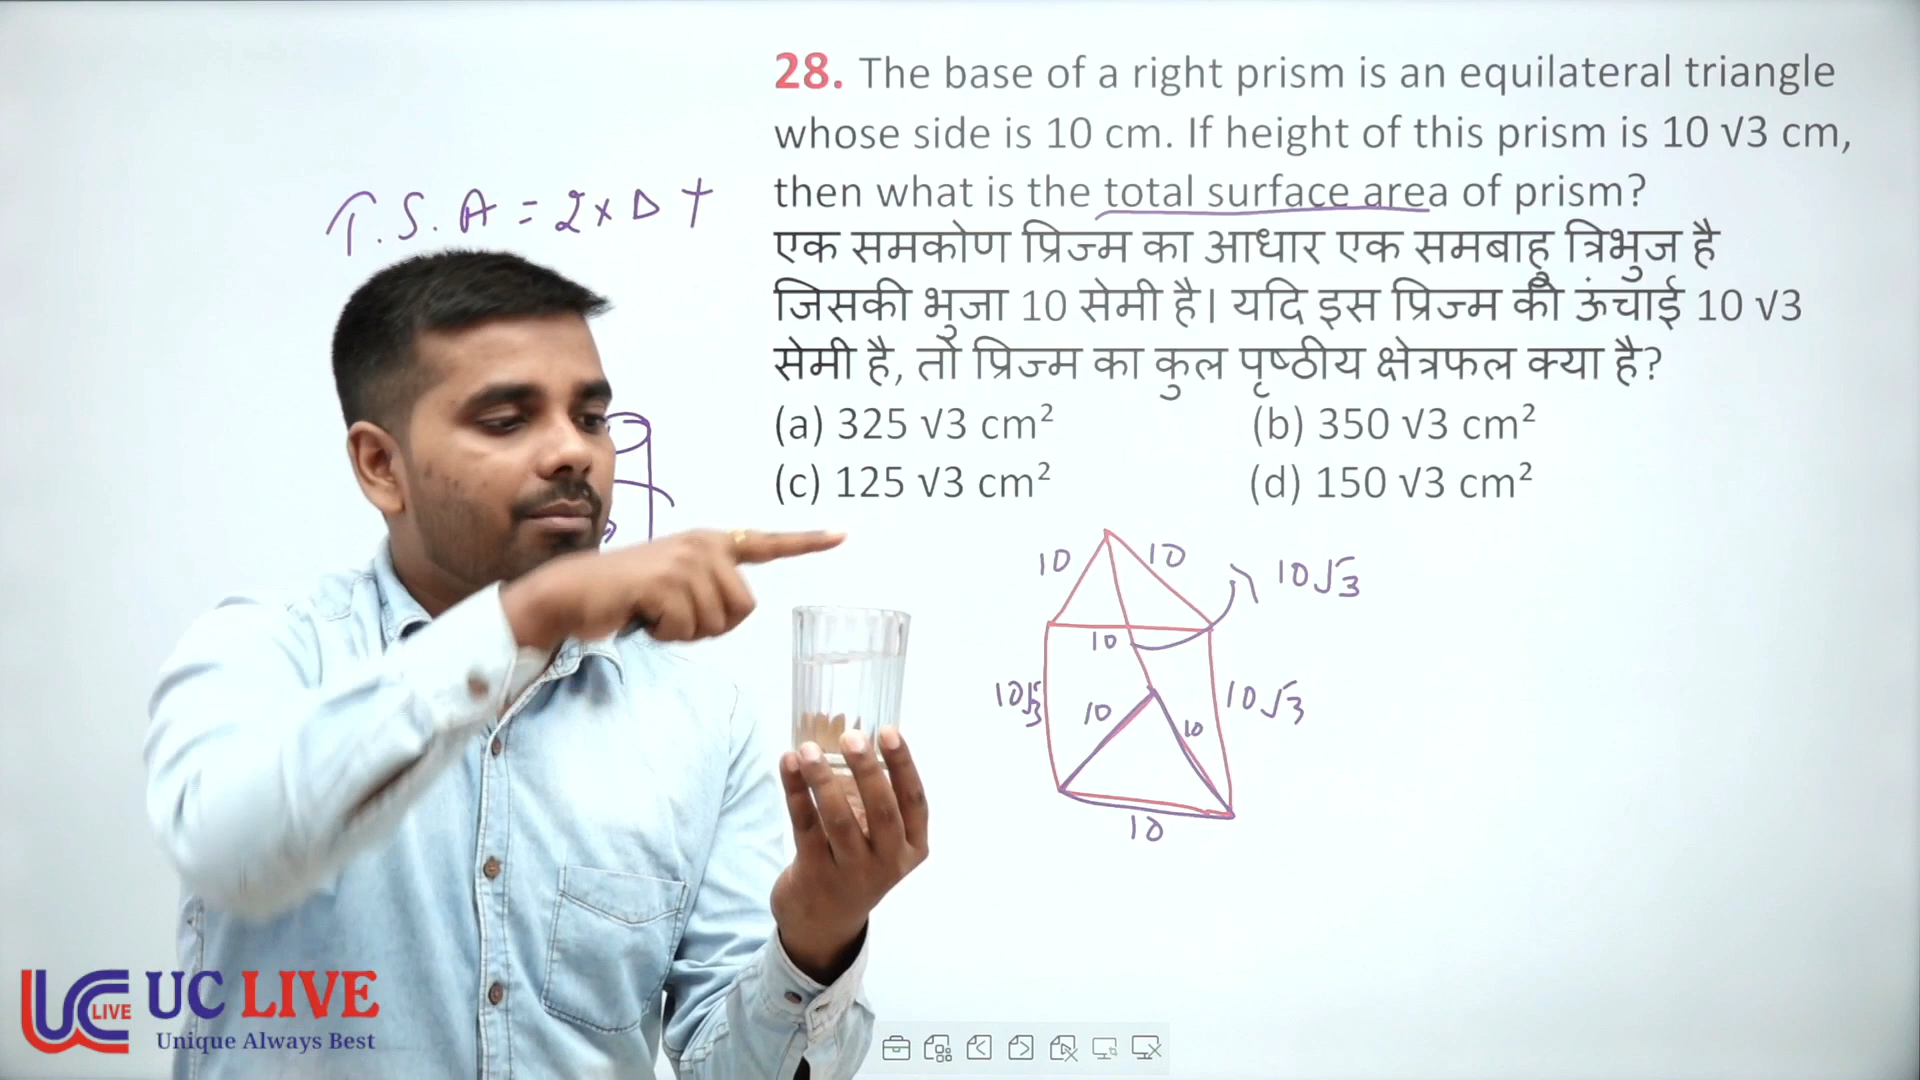 28. The base of a right prism is an equilateral triangle
whose side is 10 cm. If height of this prism is 10 √3 cm,
then what is the total surface area of prism?
एक समकोण प्रिज्म का आधार एक समबाहु त्रिभुज है
जिसकी भुजा 10 सेमी है। यदि इस प्रिज्म की ऊंचाई 10 √3
सेमी है, तो प्रिज्म का कुल पृष्ठीय क्षेत्रफल क्या है?
(a) 325 √3 cm² (b) 350 √3 cm²
(c) 125 √3 cm² (d) 150 √3 cm²
T.S.A = 2 × Δ +
10 10 10√3
10
10√3 10 10 10√3
10
LIVE
UC LIVE
Unique Always Best